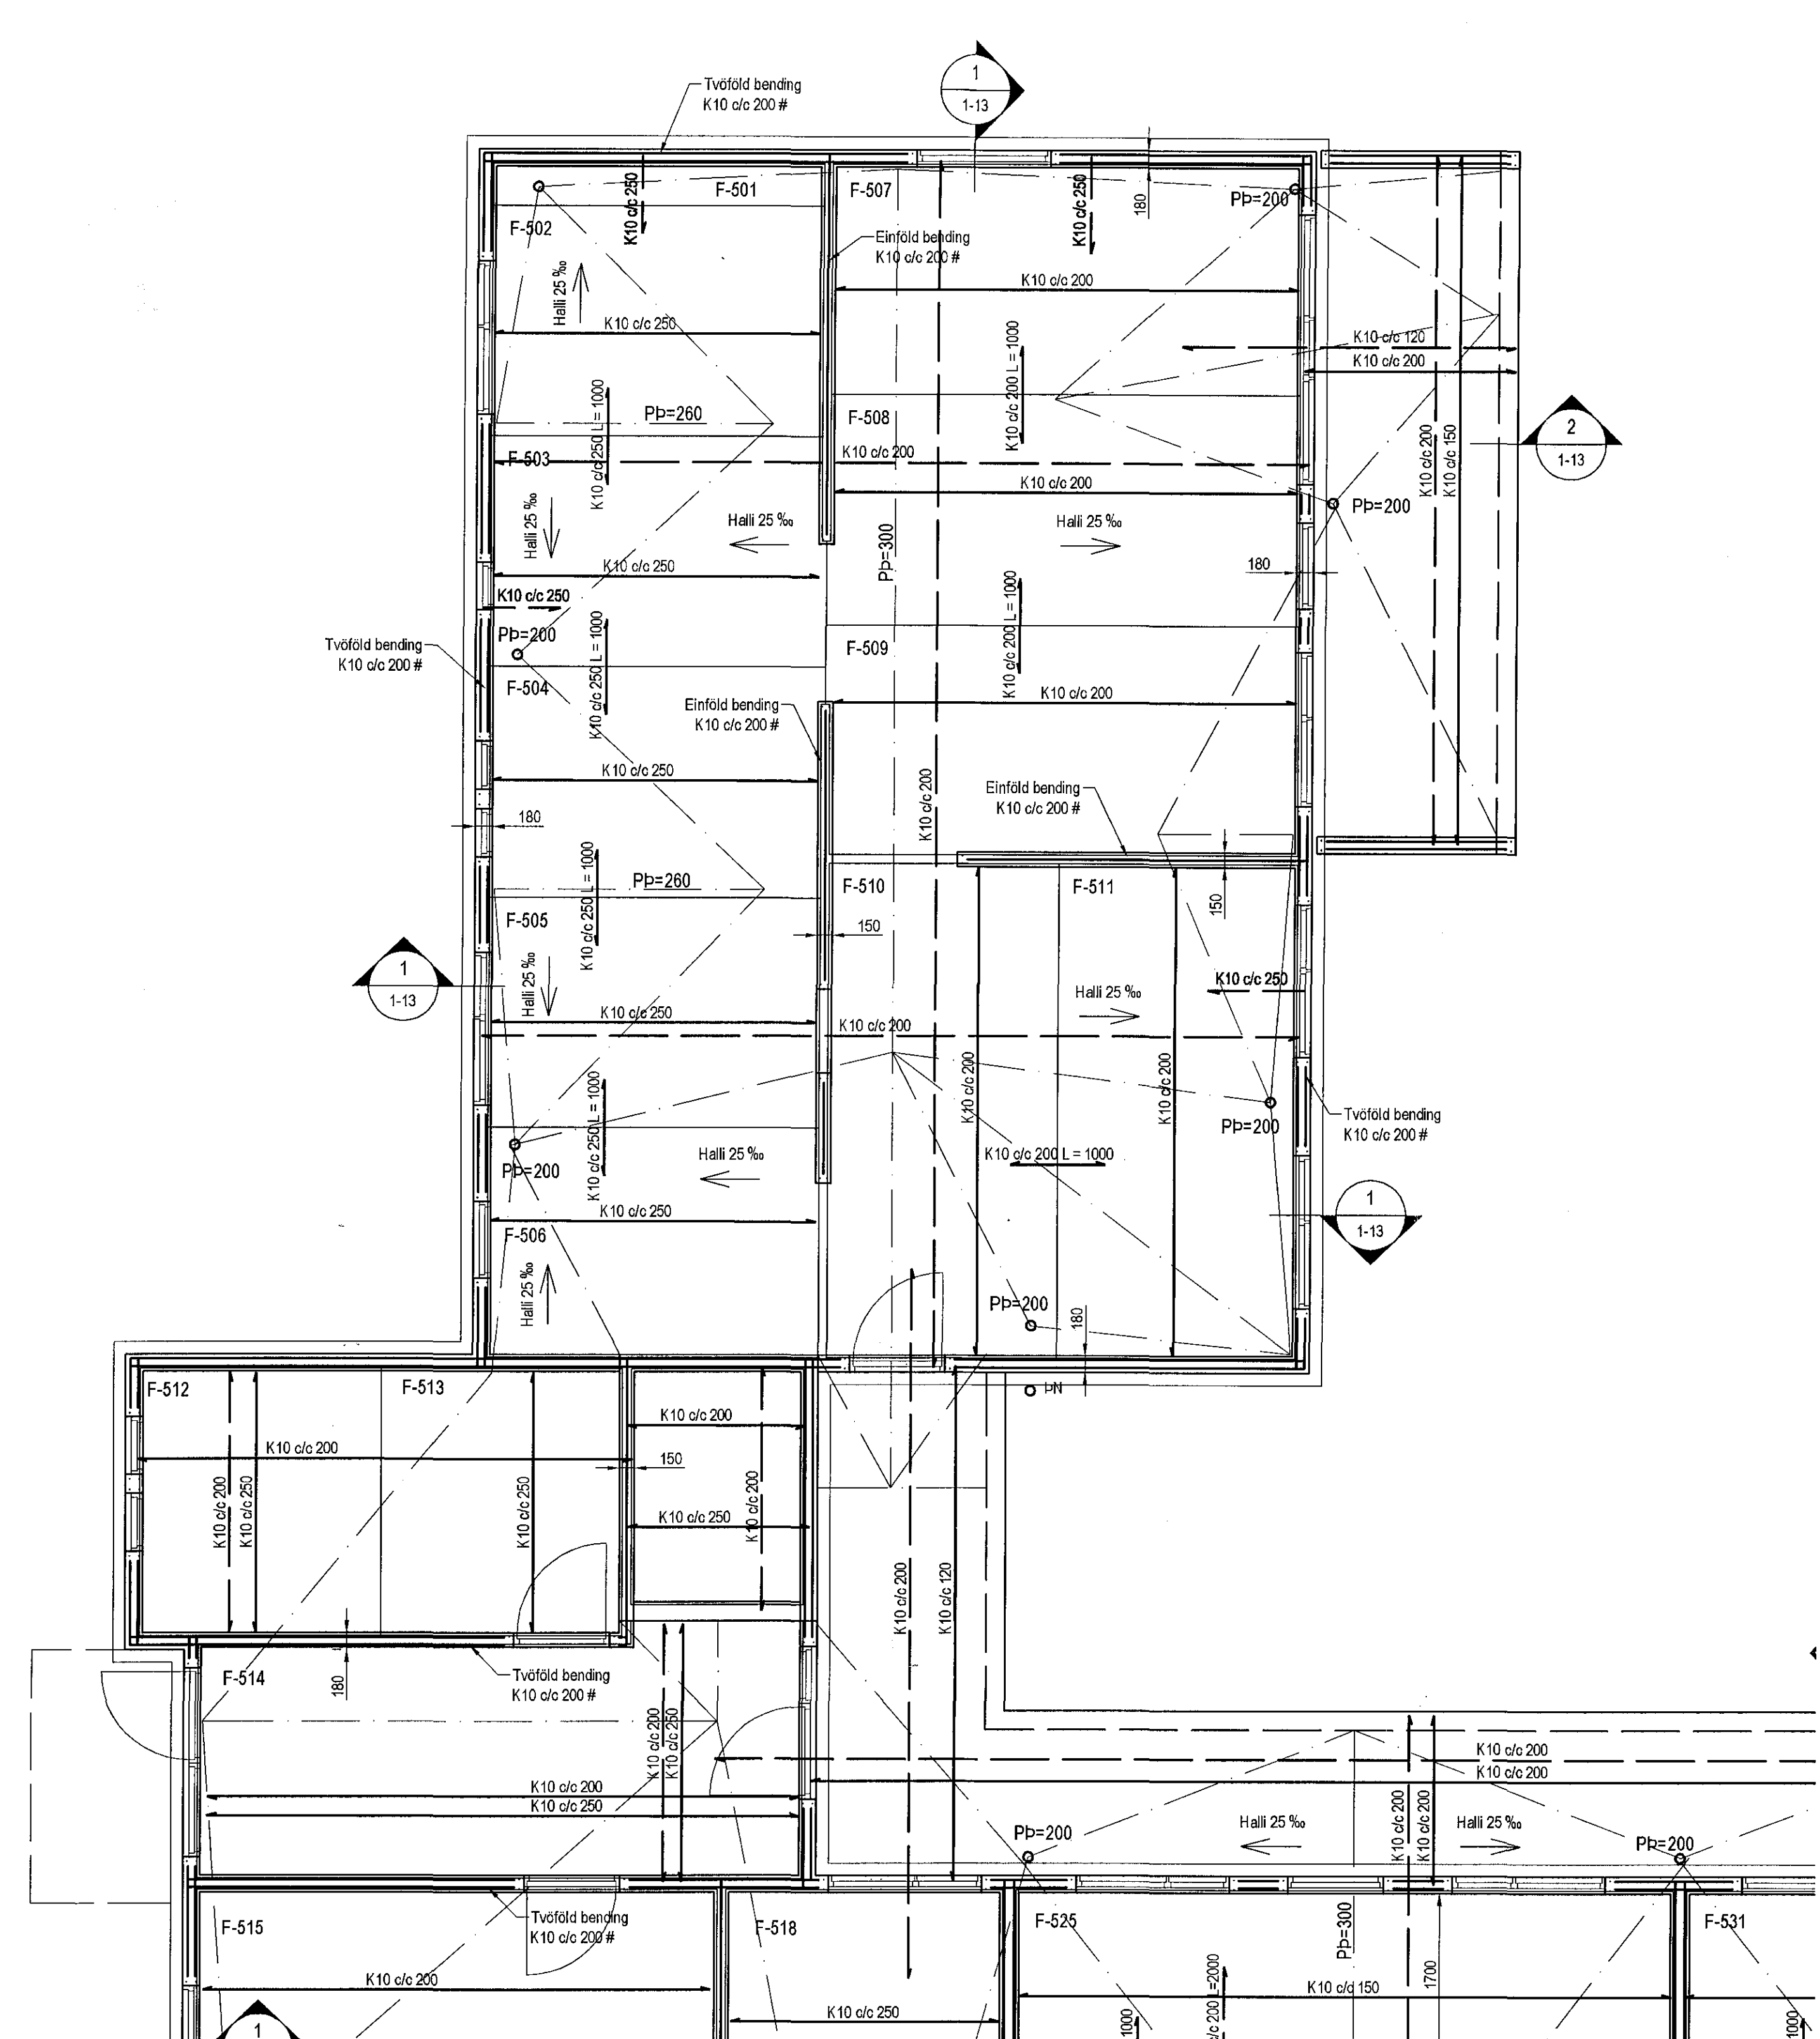 Tvöföld bending
K10 c/c 200 #
1
1-13
F-501
F-507
K10 c/c 250
K10 c/c 250
180
PÞ=200
F-502
Einföld bending
K10 c/c 200 #
Halli 25 ‰
K10 c/c 200
K10 c/c 250
K10 c/c 200 L = 1000
K10 c/c 120
K10 c/c 200
PÞ=260
K10 c/c 250 L = 1000
F-508
2
1-13
K10 c/c 200
K10 c/c 150
F-503
K10 c/c 200
K10 c/c 200
PÞ=200
Halli 25 ‰
Halli 25 ‰
Halli 25 ‰
PÞ=300
K10 c/c 250
180
K10 c/c 250
K10 c/c 200 L = 1000
PÞ=200
Tvöföld bending
K10 c/c 200 #
K10 c/c 250 L = 1000
F-509
F-504
K10 c/c 200
Einföld bending
K10 c/c 200 #
K10 c/c 250
K10 c/c 200
Einföld bending
K10 c/c 200 #
180
PÞ=260
F-510
F-511
150
F-505
K10 c/c 250 L = 1000
150
1
1-13
Halli 25 ‰
K10 c/c 250
Halli 25 ‰
K10 c/c 250
K10 c/c 200
K10 c/c 200
K10 c/c 200
Tvöföld bending
K10 c/c 200 #
PÞ=200
K10 c/c 250 L = 1000
Halli 25 ‰
K10 c/c 200 L = 1000
PÞ=200
K10 c/c 250
1
1-13
F-506
Halli 25 ‰
PÞ=200
180
F-512
F-513
ÞN
K10 c/c 200
K10 c/c 200
150
K10 c/c 200
K10 c/c 250
K10 c/c 250
K10 c/c 200
K10 c/c 250
K10 c/c 200
K10 c/c 120
F-514
180
Tvöföld bending
K10 c/c 200 #
K10 c/c 200
K10 c/c 250
K10 c/c 200
K10 c/c 200
K10 c/c 200
K10 c/c 250
K10 c/c 200
K10 c/c 200
Halli 25 ‰
Halli 25 ‰
PÞ=200
PÞ=200
F-515
Tvöföld bending
K10 c/c 200 #
F-518
F-525
PÞ=300
F-531
1700
K10 c/c 200
K10 c/c 150
K10 c/c 250
c/c 200 L=2000
1000
1000
1